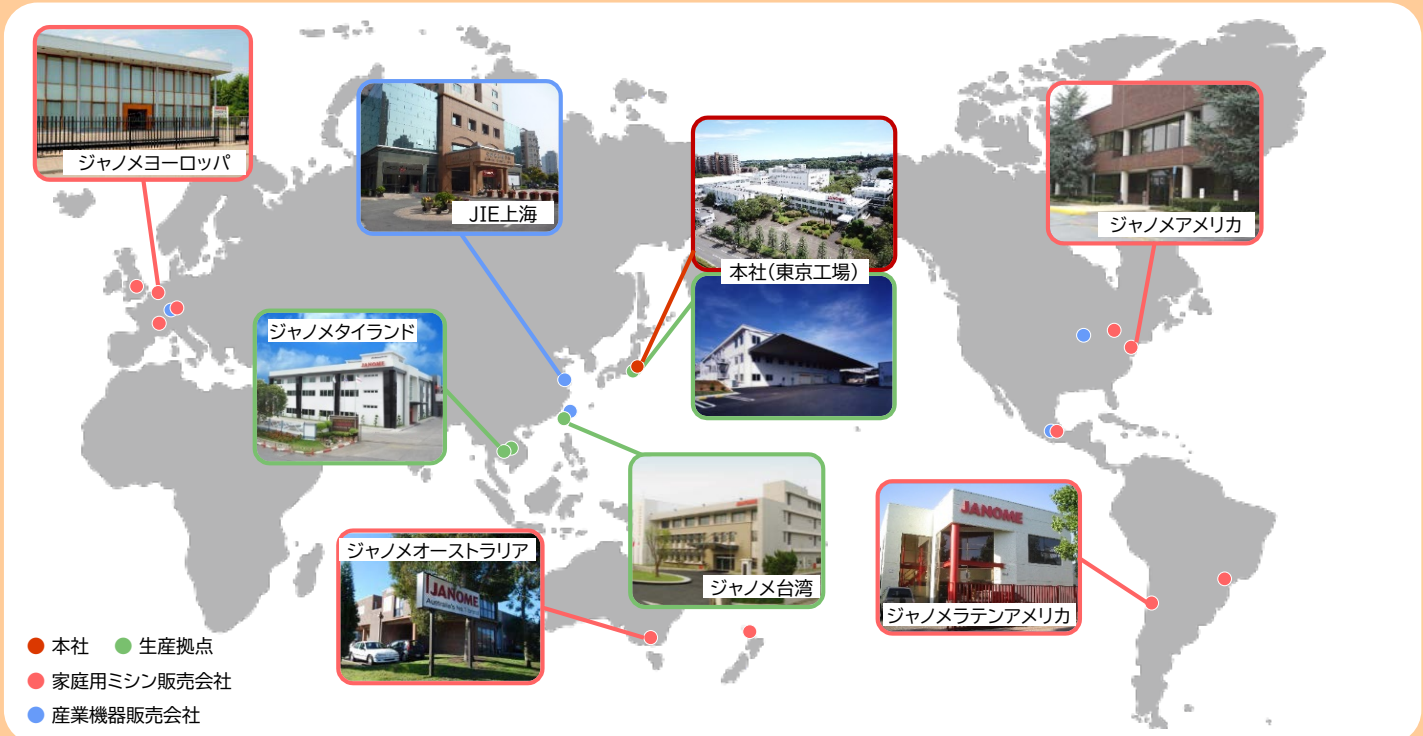 ジャノメヨーロッパ
JIE上海
本社(東京工場)
ジャノメアメリカ
ジャノメタイランド
ジャノメオーストラリア
JANOME
ジャノメ台湾
JANOME
ジャノメラテンアメリカ
本社
生産拠点
家庭用ミシン販売会社
産業機器販売会社